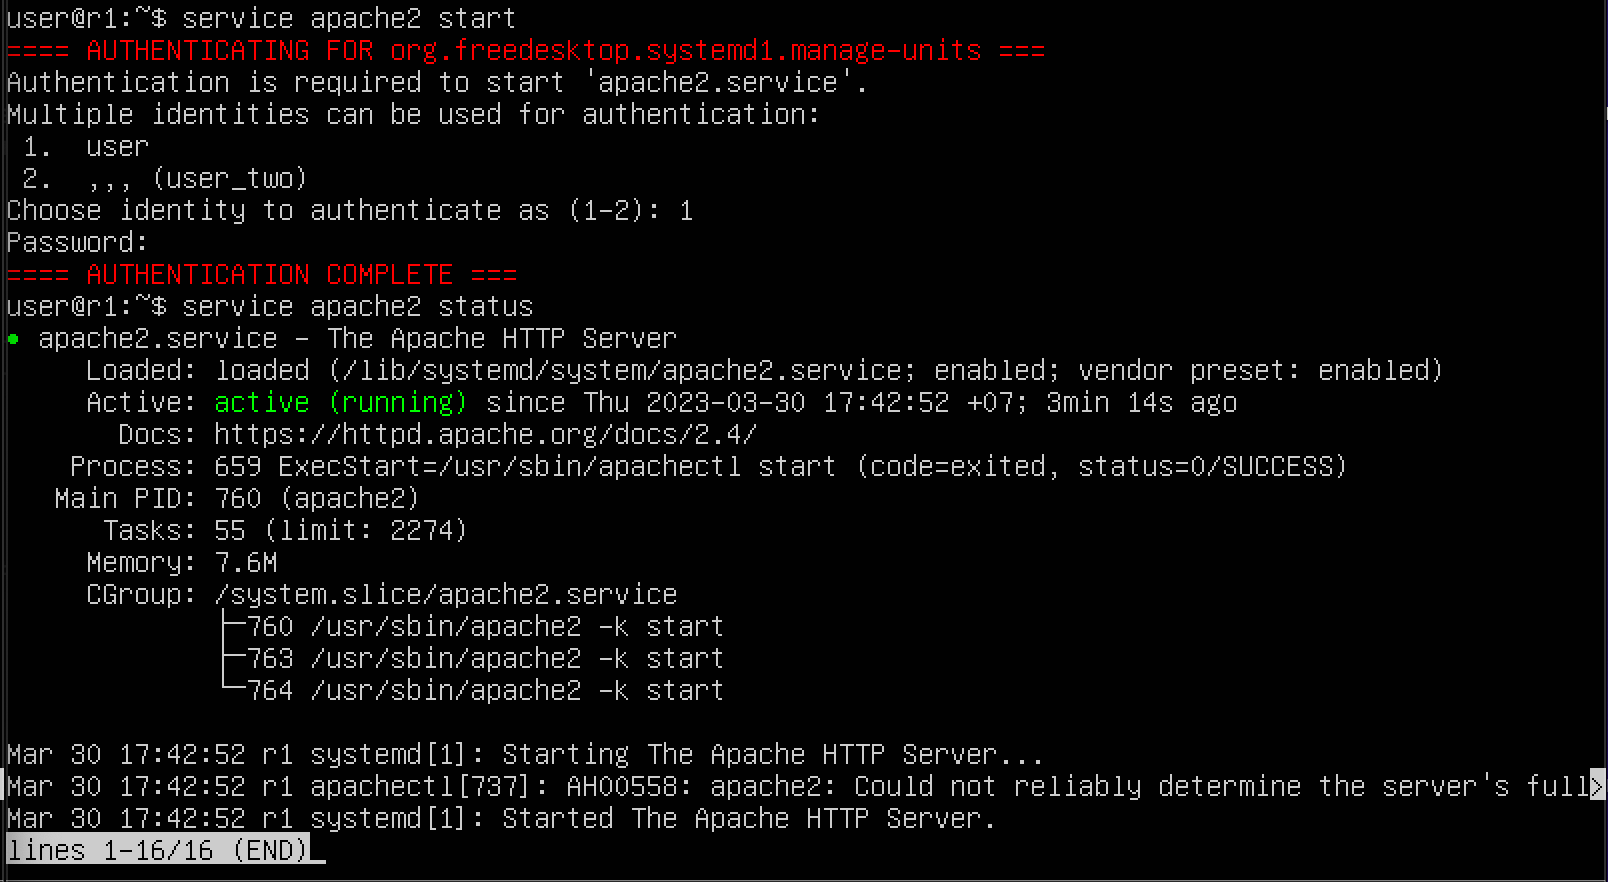 user@r1:~$ service apache2 start
==== AUTHENTICATING FOR org.freedesktop.systemd1.manage-units ===
Authentication is required to start 'apache2.service'.
Multiple identities can be used for authentication:
 1.  user
 2.  ,,, (user_two)
Choose identity to authenticate as (1-2): 1
Password:
==== AUTHENTICATION COMPLETE ===
user@r1:~$ service apache2 status
● apache2.service - The Apache HTTP Server
     Loaded: loaded (/lib/systemd/system/apache2.service; enabled; vendor preset: enabled)
     Active: active (running) since Thu 2023-03-30 17:42:52 +07; 3min 14s ago
       Docs: https://httpd.apache.org/docs/2.4/
    Process: 659 ExecStart=/usr/sbin/apachectl start (code=exited, status=0/SUCCESS)
   Main PID: 760 (apache2)
      Tasks: 55 (limit: 2274)
     Memory: 7.6M
     CGroup: /system.slice/apache2.service
             ├─760 /usr/sbin/apache2 -k start
             ├─763 /usr/sbin/apache2 -k start
             └─764 /usr/sbin/apache2 -k start

Mar 30 17:42:52 r1 systemd[1]: Starting The Apache HTTP Server...
Mar 30 17:42:52 r1 apachectl[737]: AH00558: apache2: Could not reliably determine the server's full>
Mar 30 17:42:52 r1 systemd[1]: Started The Apache HTTP Server.
lines 1-16/16 (END)